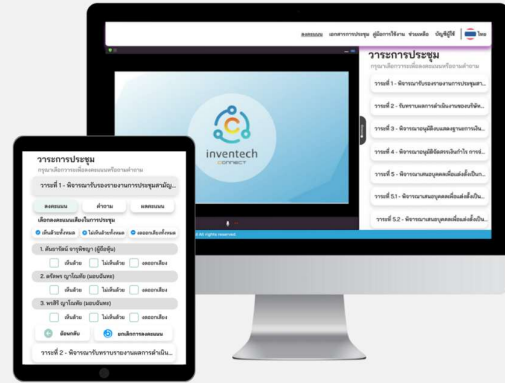 ลงคะแนน เอกสารการประชุม คู่มือการใช้งาน ช่วยเหลือ บัญชีผู้ใช้ ไทย
วาระการประชุม
กรุณาเลือกวาระเพื่อลงคะแนนหรือถามคำถาม
วาระที่ 1 - พิจารณารับรองรายงานการประชุมสา...
วาระที่ 2 - รับทราบผลการดำเนินงานของบริษัท...
วาระที่ 3 - พิจารณาอนุมัติงบแสดงฐานะการเงิน...
วาระที่ 4 - พิจารณาอนุมัติจัดสรรเงินกำไร การจ่...
วาระที่ 5 - พิจารณาเสนอบุคคลเพื่อแต่งตั้งเป็นก...
วาระที่ 5.1 - พิจารณาเสนอบุคคลเพื่อแต่งตั้งเป็น...
วาระที่ 5.2 - พิจารณาเสนอบุคคลเพื่อแต่งตั้งเป็น...
inventech
CONNECT
All rights reserved.
วาระการประชุม
กรุณาเลือกวาระเพื่อลงคะแนนหรือถามคำถาม
วาระที่ 1 - พิจารณารับรองรายงานการประชุมสามัญ...
ลงคะแนน คำถาม ผลคะแนน
เลือกลงคะแนนเสียงในการประชุม
เห็นด้วยทั้งหมด ไม่เห็นด้วยทั้งหมด งดออกเสียงทั้งหมด
1. คันธารัตน์ จารุพิชญา (ผู้ถือหุ้น)
เห็นด้วย ไม่เห็นด้วย งดออกเสียง
2. ดรัลพร ญาโณทัย (มอบฉันทะ)
เห็นด้วย ไม่เห็นด้วย งดออกเสียง
3. พรสิริ ญาโณทัย (มอบฉันทะ)
เห็นด้วย ไม่เห็นด้วย งดออกเสียง
ย้อนกลับ ยกเลิกการลงคะแนน
วาระที่ 2 - พิจารณารับทราบรายงานผลการดำเนิน...